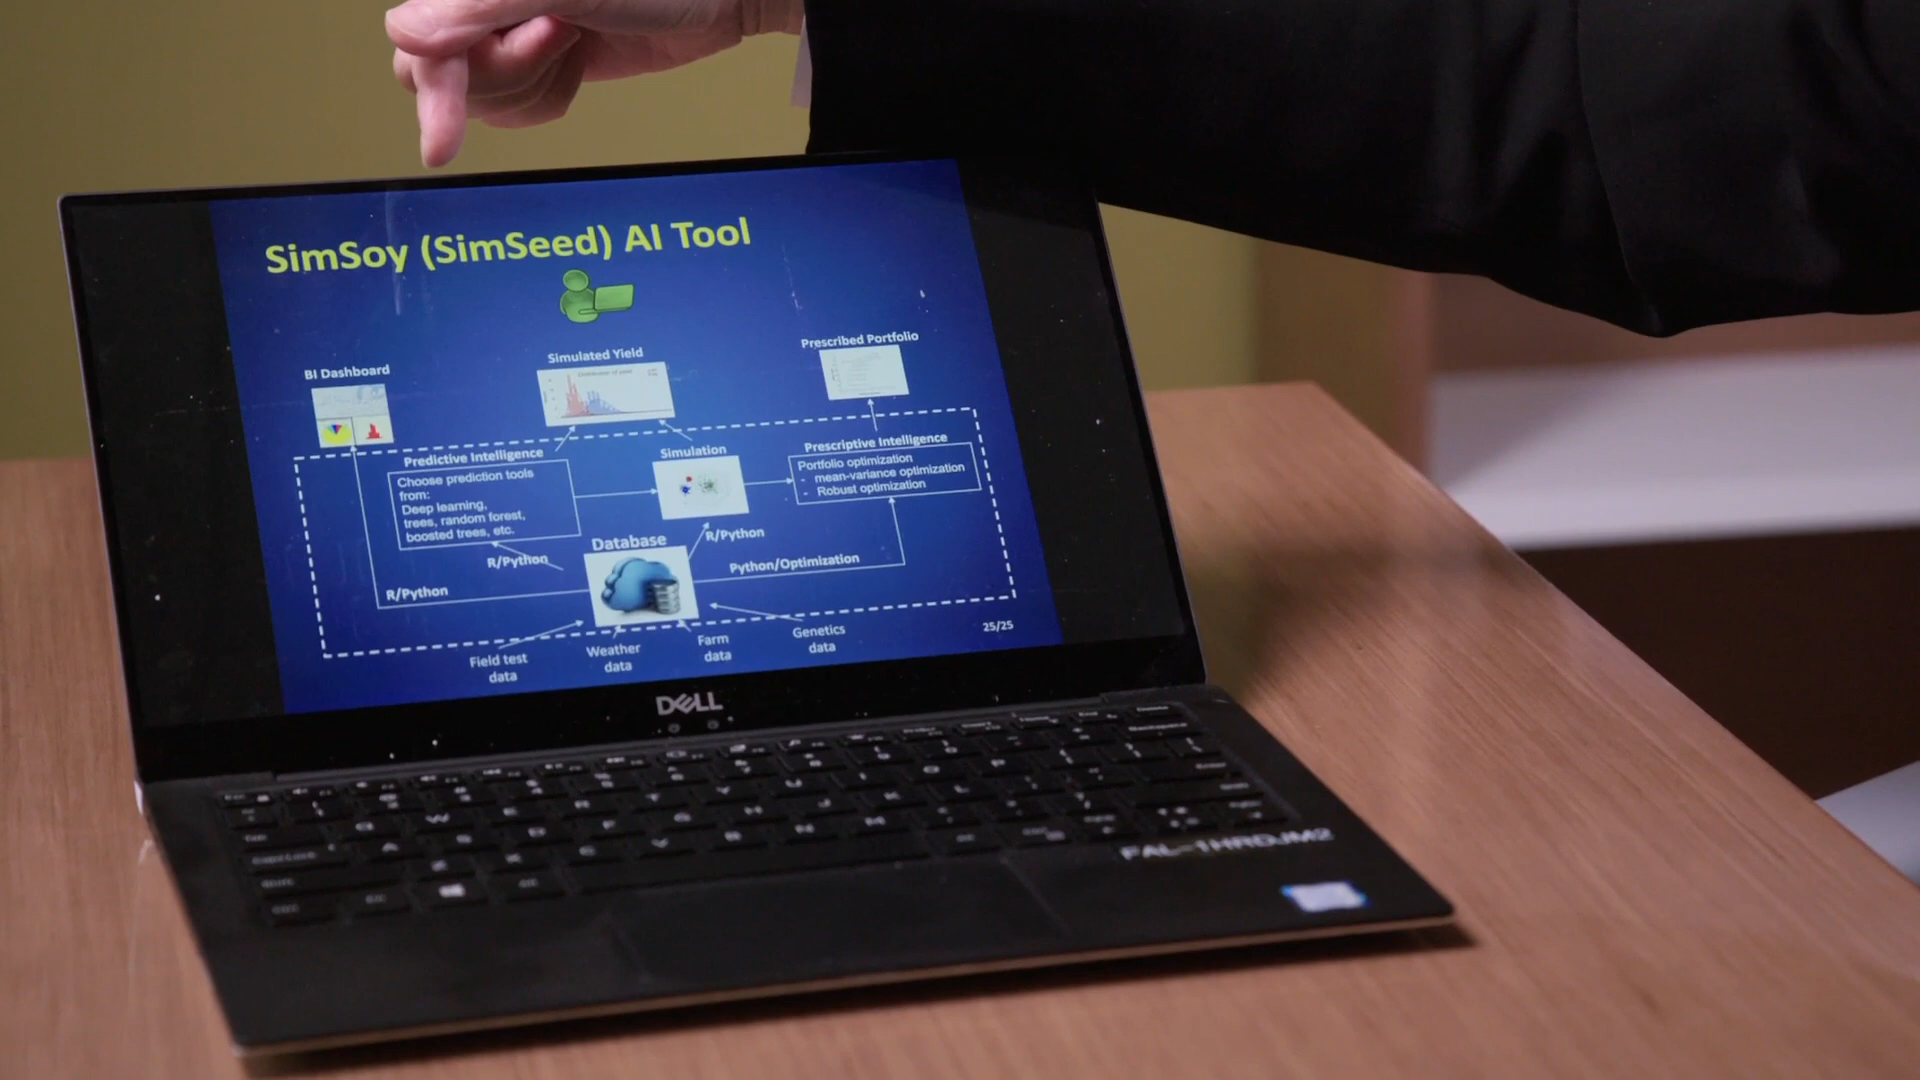 SimSoy (SimSeed) AI Tool
BI Dashboard
Simulated Yield
Prescribed Portfolio
Predictive Intelligence
Choose prediction tools
from:
Deep learning,
trees, random forest,
boosted trees, etc.
Simulation
Prescriptive Intelligence
Portfolio optimization
- mean-variance optimization
- Robust optimization
R/Python
R/Python
R/Python
Database
Python/Optimization
Field test
data
Weather
data
Farm
data
Genetics
data
25/25
DELL
FAL-1HRDJM2